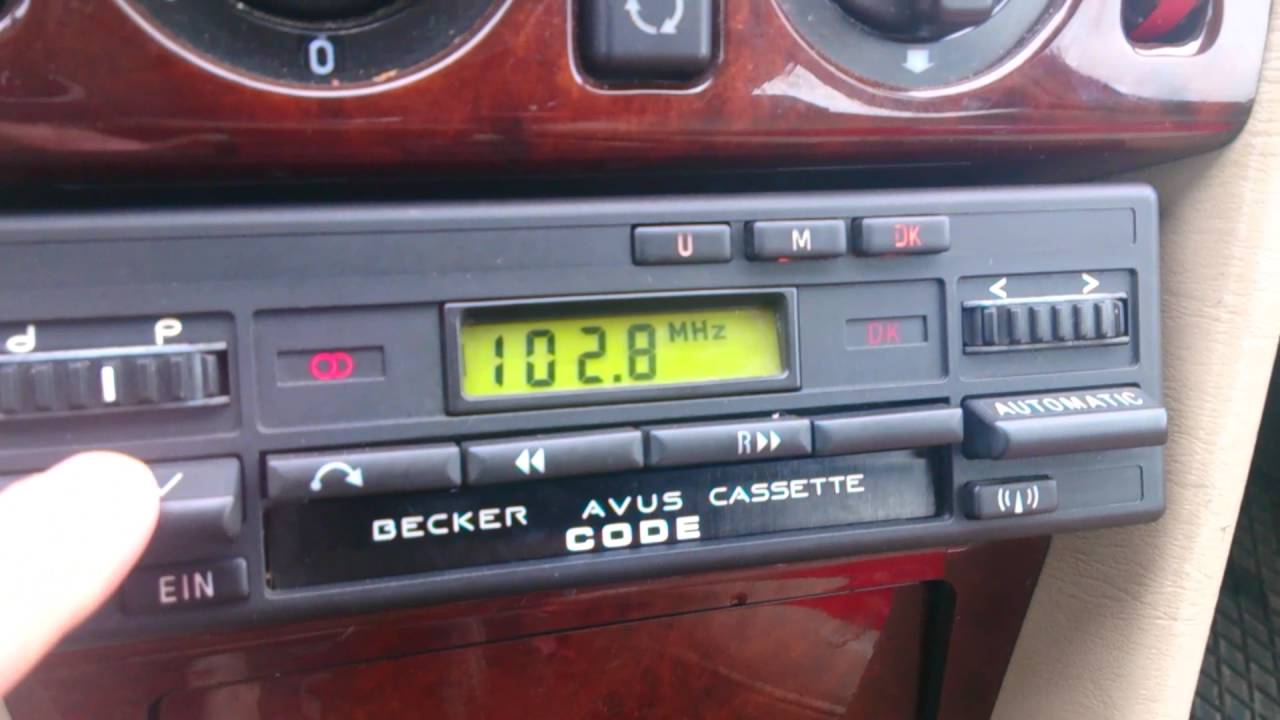 0
U M DK
< >
d P
102.8 MHz
DK
AUTOMATIC
R
BECKER AVUS CASSETTE
CODE
EIN